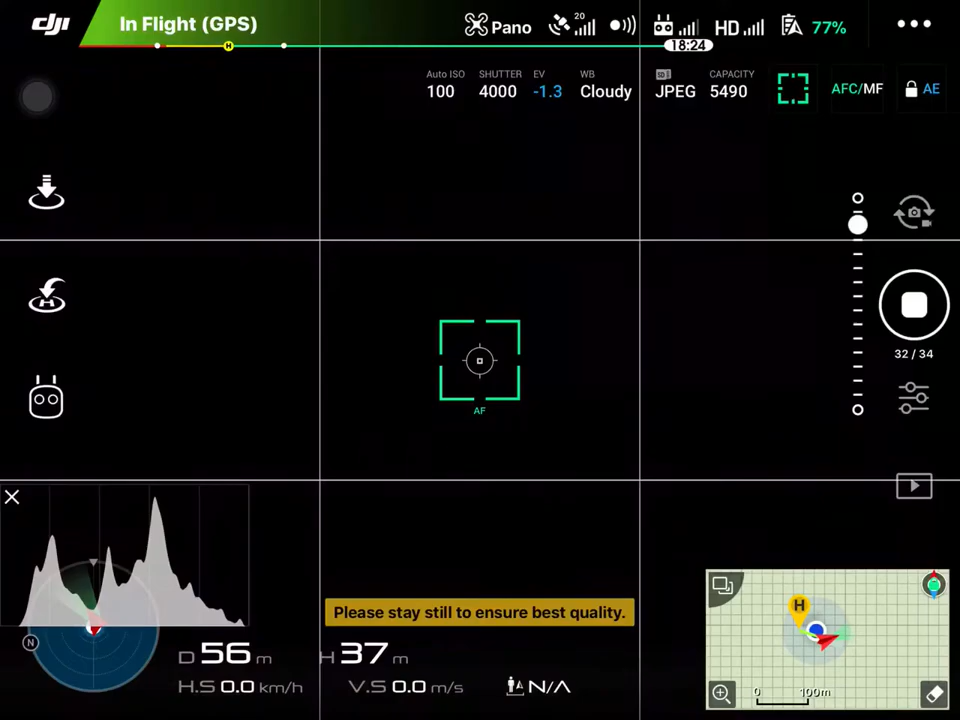 dji In Flight (GPS) Pano 20 HD 77%
H 18:24
Auto ISO SHUTTER EV WB SD CAPACITY
100 4000 -1.3 Cloudy JPEG 5490 AFC/MF AE
H
32 / 34
AF
Please stay still to ensure best quality.
H
N
D 56 m H 37 m
H.S 0.0 km/h V.S 0.0 m/s N/A
0 100m